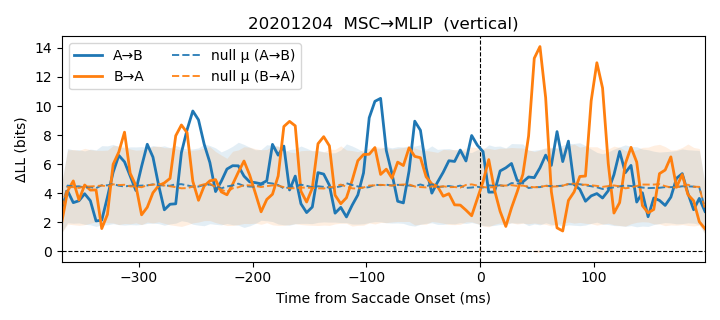 20201204  MSC→MLIP  (vertical)
ΔLL (bits)
14
12
10
8
6
4
2
0
A→B
B→A
null μ (A→B)
null μ (B→A)
−300
−200
−100
0
100
Time from Saccade Onset (ms)